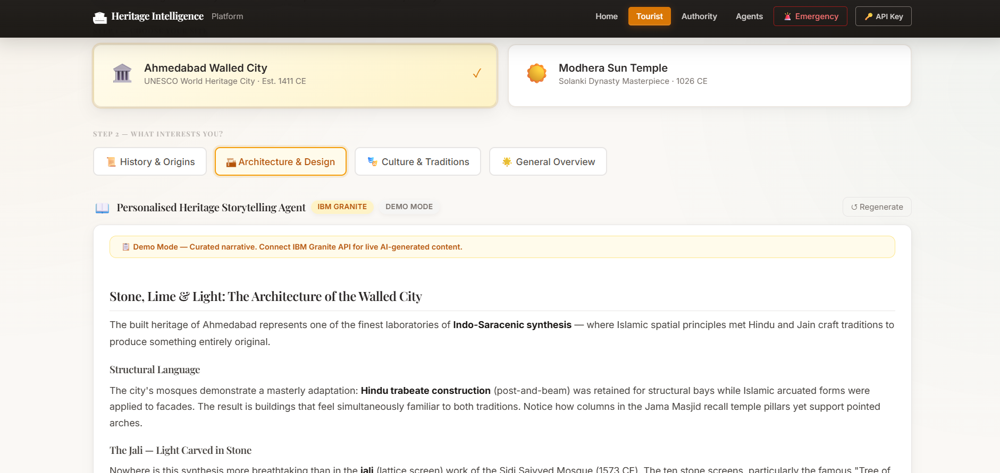 Heritage Intelligence Platform
Home Tourist Authority Agents Emergency API Key
Ahmedabad Walled City
UNESCO World Heritage City · Est. 1411 CE
✓
Modhera Sun Temple
Solanki Dynasty Masterpiece · 1026 CE
STEP 2 — WHAT INTERESTS YOU?
History & Origins
Architecture & Design
Culture & Traditions
General Overview
Personalised Heritage Storytelling Agent IBM GRANITE DEMO MODE
↺ Regenerate
Demo Mode — Curated narrative. Connect IBM Granite API for live AI-generated content.
Stone, Lime & Light: The Architecture of the Walled City
The built heritage of Ahmedabad represents one of the finest laboratories of Indo-Saracenic synthesis — where Islamic spatial principles met Hindu and Jain craft traditions to
produce something entirely original.
Structural Language
The city's mosques demonstrate a masterly adaptation: Hindu trabeate construction (post-and-beam) was retained for structural bays while Islamic arcuated forms were
applied to facades. The result is buildings that feel simultaneously familiar to both traditions. Notice how columns in the Jama Masjid recall temple pillars yet support pointed
arches.
The Jali — Light Carved in Stone
Nowhere is this synthesis more breathtaking than in the jali (lattice screen) work of the Sidi Saiyyed Mosque (1573 CE). The ten stone screens, particularly the famous "Tree of